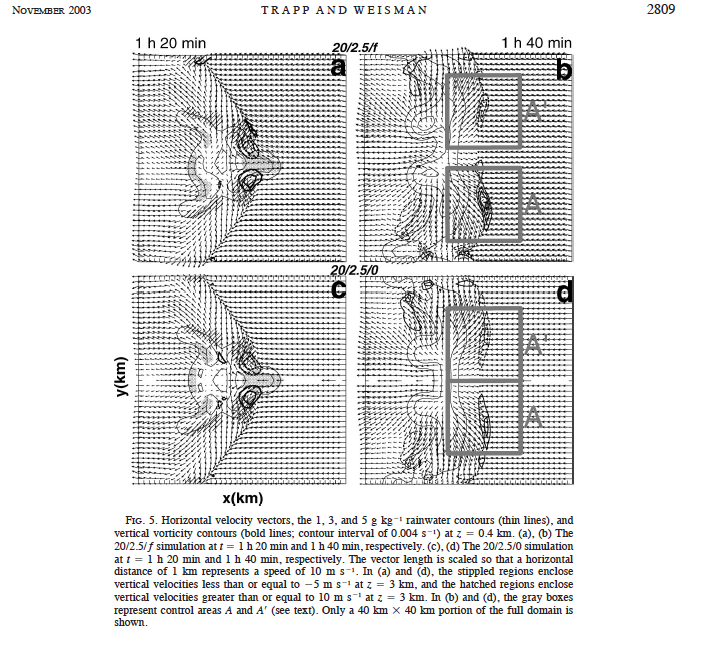 NOVEMBER 2003 TRAPP AND WEISMAN 2809
1 h 20 min 20/2.5/f 1 h 40 min
a b
A'
A
20/2.5/0
c d
A'
A
y(km)
x(km)
FIG. 5. Horizontal velocity vectors, the 1, 3, and 5 g kg⁻¹ rainwater contours (thin lines), and
vertical vorticity contours (bold lines; contour interval of 0.004 s⁻¹) at z = 0.4 km. (a), (b) The
20/2.5/f simulation at t = 1 h 20 min and 1 h 40 min, respectively. (c), (d) The 20/2.5/0 simulation
at t = 1 h 20 min and 1 h 40 min, respectively. The vector length is scaled so that a horizontal
distance of 1 km represents a speed of 10 m s⁻¹. In (a) and (d), the stippled regions enclose
vertical velocities less than or equal to −5 m s⁻¹ at z = 3 km, and the hatched regions enclose
vertical velocities greater than or equal to 10 m s⁻¹ at z = 3 km. In (b) and (d), the gray boxes
represent control areas A and A' (see text). Only a 40 km × 40 km portion of the full domain is
shown.